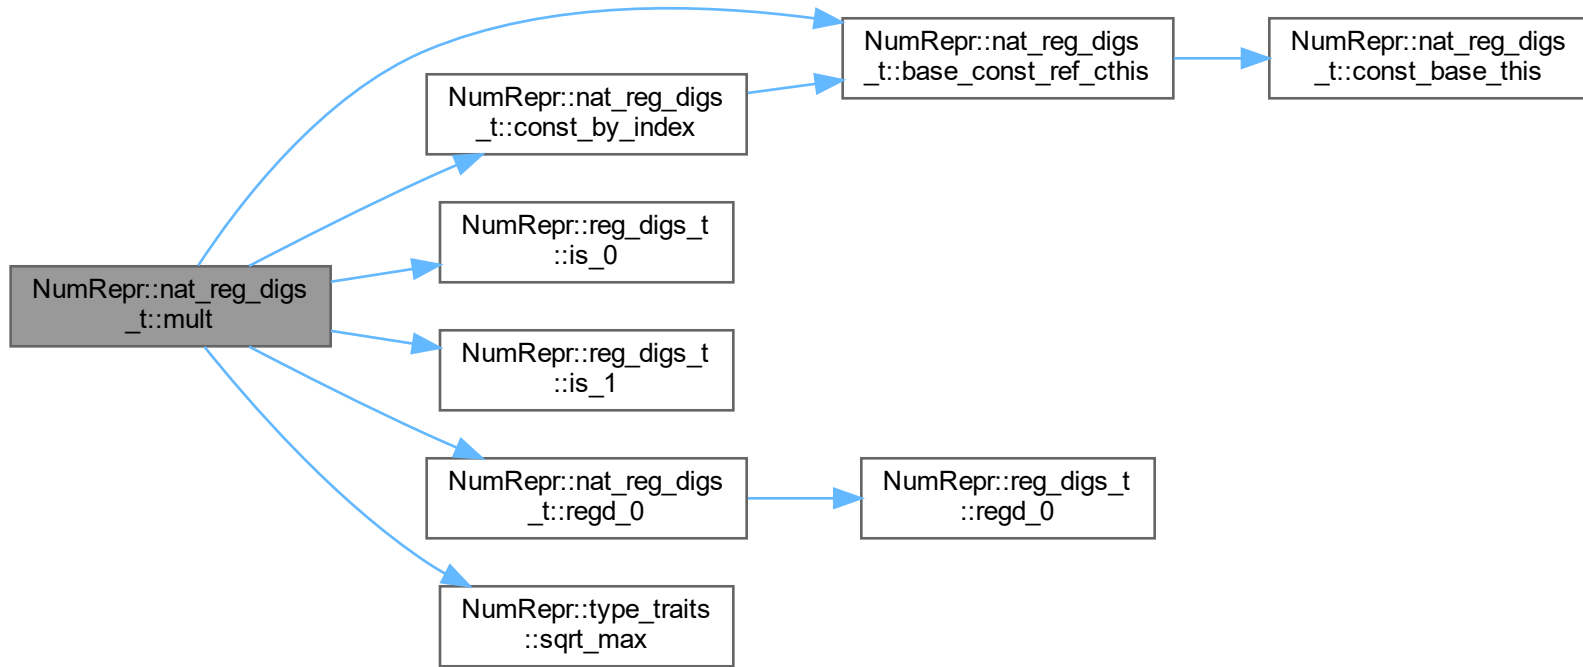 NumRepr::nat_reg_digs
_t::mult
NumRepr::nat_reg_digs
_t::base_const_ref_cthis
NumRepr::nat_reg_digs
_t::const_base_this
NumRepr::nat_reg_digs
_t::const_by_index
NumRepr::reg_digs_t
::is_0
NumRepr::reg_digs_t
::is_1
NumRepr::nat_reg_digs
_t::regd_0
NumRepr::reg_digs_t
::regd_0
NumRepr::type_traits
::sqrt_max